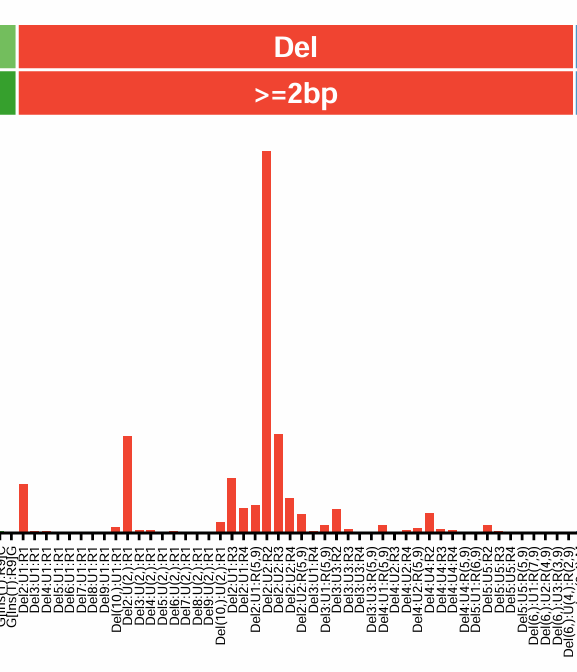 Del
>=2bp
G[Ins(T):R9]G
Del2:U1:R1
Del3:U1:R1
Del4:U1:R1
Del5:U1:R1
Del6:U1:R1
Del7:U1:R1
Del8:U1:R1
Del9:U1:R1
Del(10,):U1:R1
Del2:U(2,):R1
Del3:U(2,):R1
Del4:U(2,):R1
Del5:U(2,):R1
Del6:U(2,):R1
Del7:U(2,):R1
Del8:U(2,):R1
Del9:U(2,):R1
Del(10,):U(2,):R1
Del2:U1:R3
Del2:U1:R4
Del2:U1:R(5,9)
Del2:U2:R2
Del2:U2:R3
Del2:U2:R4
Del2:U2:R(5,9)
Del3:U1:R4
Del3:U1:R(5,9)
Del3:U3:R2
Del3:U3:R3
Del3:U3:R4
Del3:U3:R(5,9)
Del4:U1:R(5,9)
Del4:U2:R3
Del4:U2:R4
Del4:U2:R(5,9)
Del4:U4:R2
Del4:U4:R3
Del4:U4:R4
Del4:U4:R(5,9)
Del5:U1:R(5,9)
Del5:U5:R2
Del5:U5:R3
Del5:U5:R4
Del5:U5:R(5,9)
Del(6,):U1:R(7,9)
Del(6,):U2:R(4,9)
Del(6,):U3:R(3,9)
Del(6,):U(4,):R(2,9)